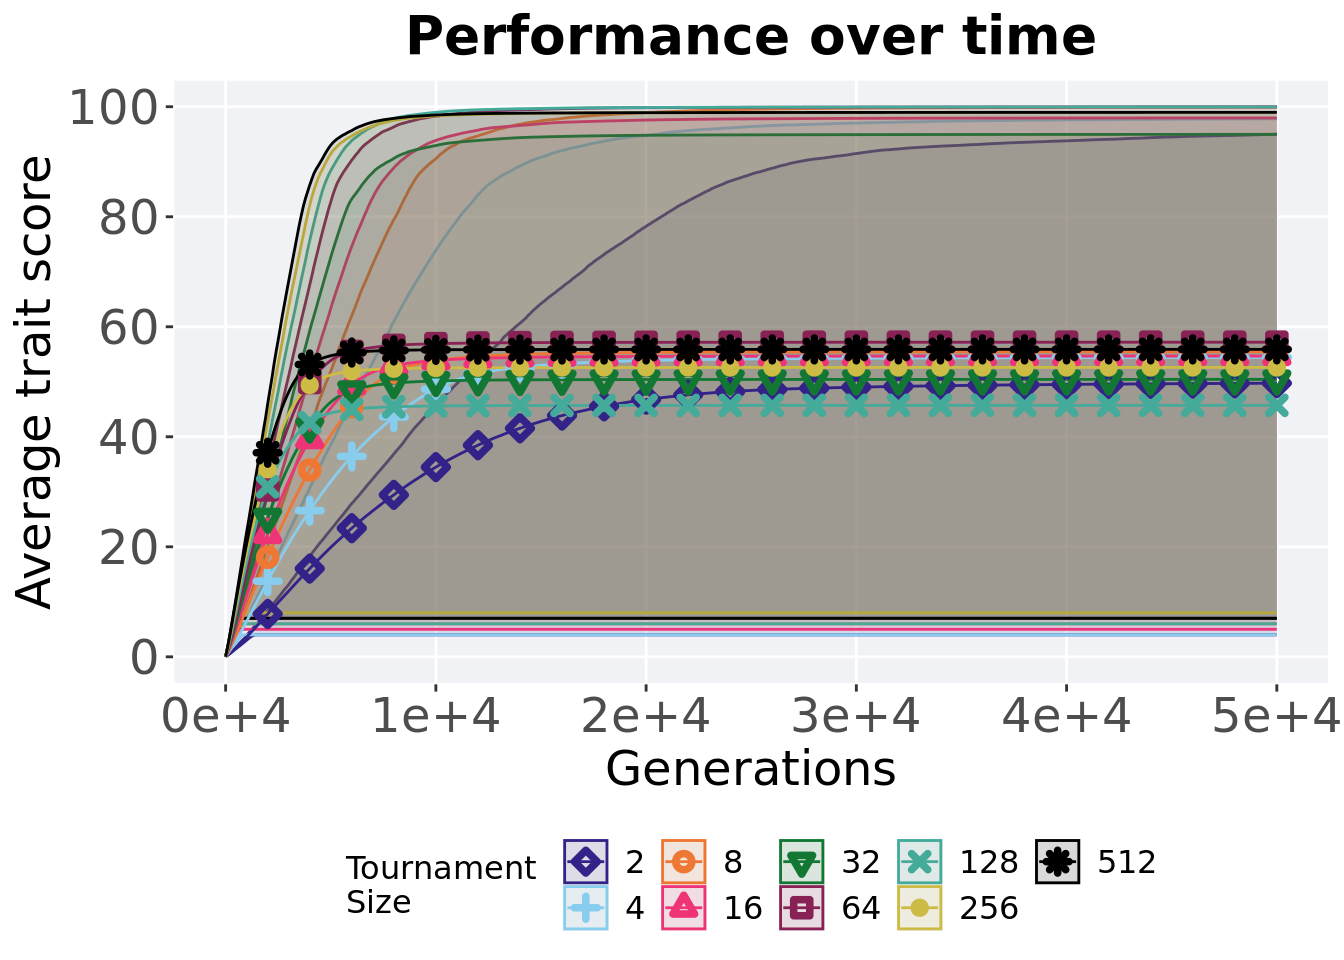 Performance over time
Average trait score
100
80
60
40
20
0
0e+4 1e+4 2e+4 3e+4 4e+4 5e+4
Generations
Tournament
Size
2 8 32 128 512
4 16 64 256